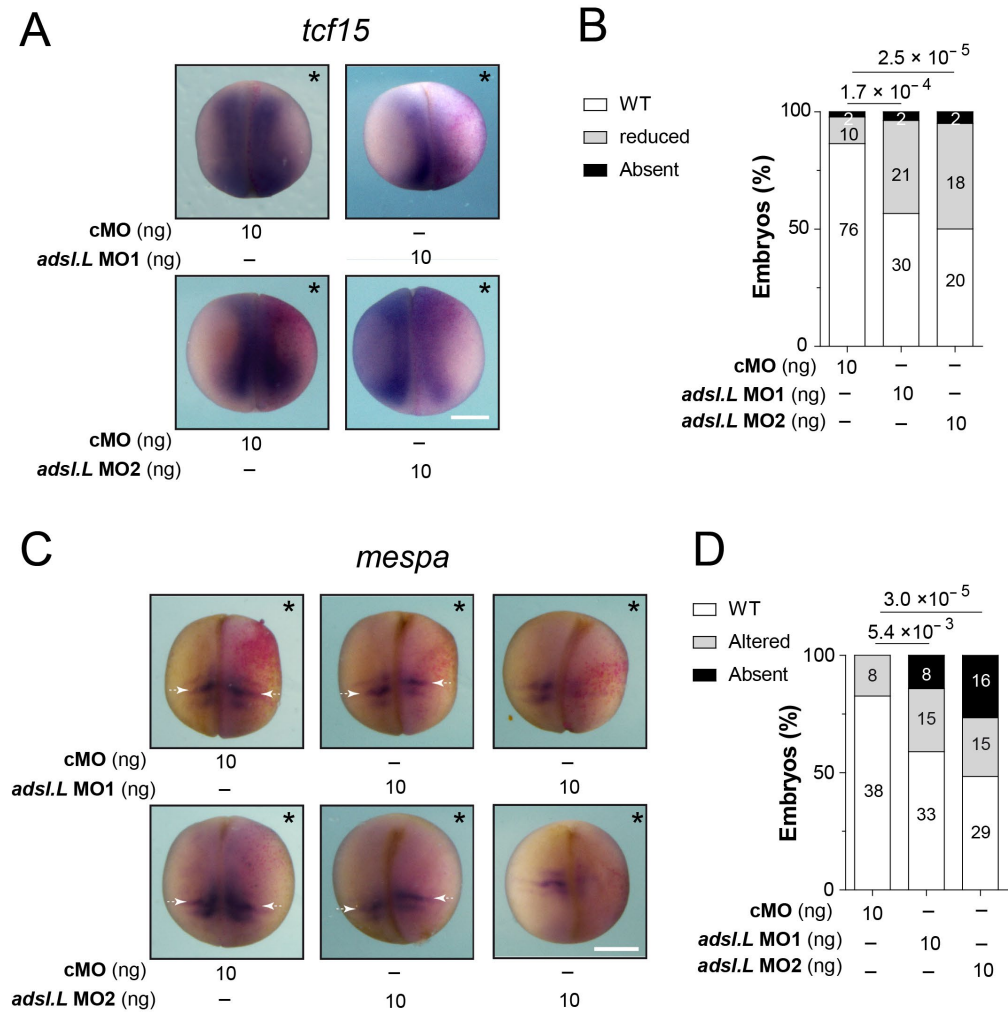 A
tcf15
*
*
cMO (ng) 10 –
adsl.L MO1 (ng) – 10
*
*
cMO (ng) 10 –
adsl.L MO2 (ng) – 10
B
WT
reduced
Absent
2.5 × 10⁻⁵
1.7 × 10⁻⁴
Embryos (%)
100
50
0
2 2 2
10 21 18
76 30 20
cMO (ng) 10 – –
adsl.L MO1 (ng) – 10 –
adsl.L MO2 (ng) – – 10
C
mespa
*
*
*
cMO (ng) 10 – –
adsl.L MO1 (ng) – 10 10
*
*
*
cMO (ng) 10 – –
adsl.L MO2 (ng) – 10 10
D
WT
Altered
Absent
3.0 ×10⁻⁵
5.4 ×10⁻³
Embryos (%)
100
50
0
8 8 16
15 15
38 33 29
cMO (ng) 10 – –
adsl.L MO1 (ng) – 10 –
adsl.L MO2 (ng) – – 10